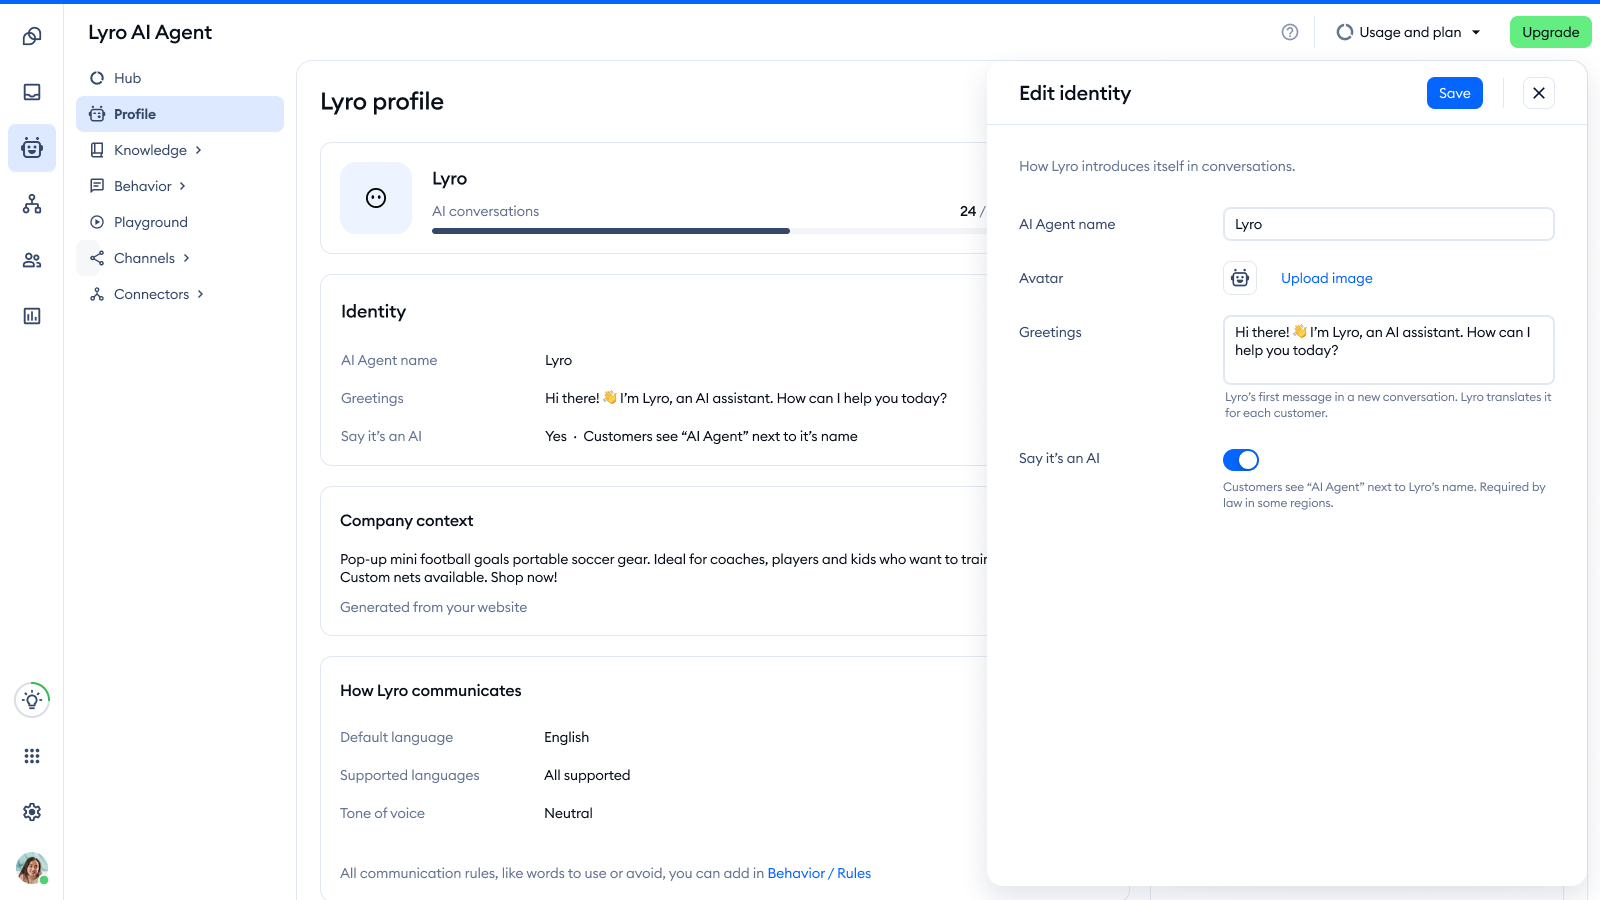 Lyro AI Agent
Usage and plan
Upgrade
Hub
Profile
Knowledge
Behavior
Playground
Channels
Connectors
Lyro profile
Lyro
AI conversations
24 /
Identity
AI Agent name
Lyro
Greetings
Hi there! 👋 I’m Lyro, an AI assistant. How can I help you today?
Say it’s an AI
Yes · Customers see “AI Agent” next to it’s name
Company context
Pop-up mini football goals portable soccer gear. Ideal for coaches, players and kids who want to train
Custom nets available. Shop now!
Generated from your website
How Lyro communicates
Default language
English
Supported languages
All supported
Tone of voice
Neutral
All communication rules, like words to use or avoid, you can add in Behavior / Rules
Edit identity
Save
How Lyro introduces itself in conversations.
AI Agent name
Lyro
Avatar
Upload image
Greetings
Hi there! 👋 I’m Lyro, an AI assistant. How can I
help you today?
Lyro’s first message in a new conversation. Lyro translates it
for each customer.
Say it’s an AI
Customers see “AI Agent” next to Lyro’s name. Required by
law in some regions.